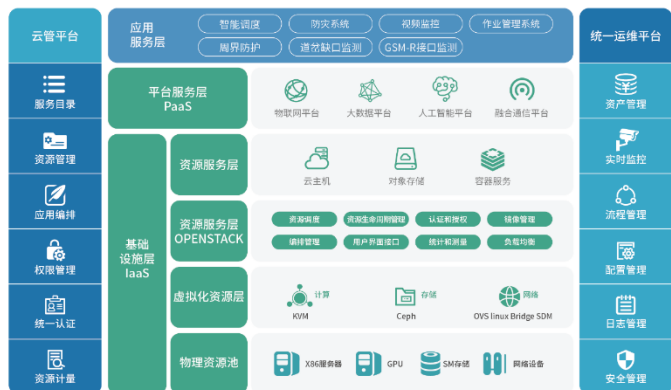 云管平台
服务目录
资源管理
应用编排
权限管理
统一认证
资源计量
应用
服务层
智能调度
防灾系统
视频监控
作业管理系统
周界防护
道岔缺口监测
GSM-R接口监测
平台服务层
PaaS
物联网平台
大数据平台
人工智能平台
融合通信平台
基础
设施层
IaaS
资源服务层
云主机
对象存储
容器服务
资源服务层
OPENSTACK
资源调度
资源生命周期管理
认证和授权
镜像管理
编排管理
用户界面接口
统计和测量
负载均衡
虚拟化资源层
计算
KVM
存储
Ceph
网络
OVS linux Bridge SDM
物理资源池
X86服务器
GPU
SM存储
网络设备
统一运维平台
资产管理
实时监控
流程管理
配置管理
日志管理
安全管理